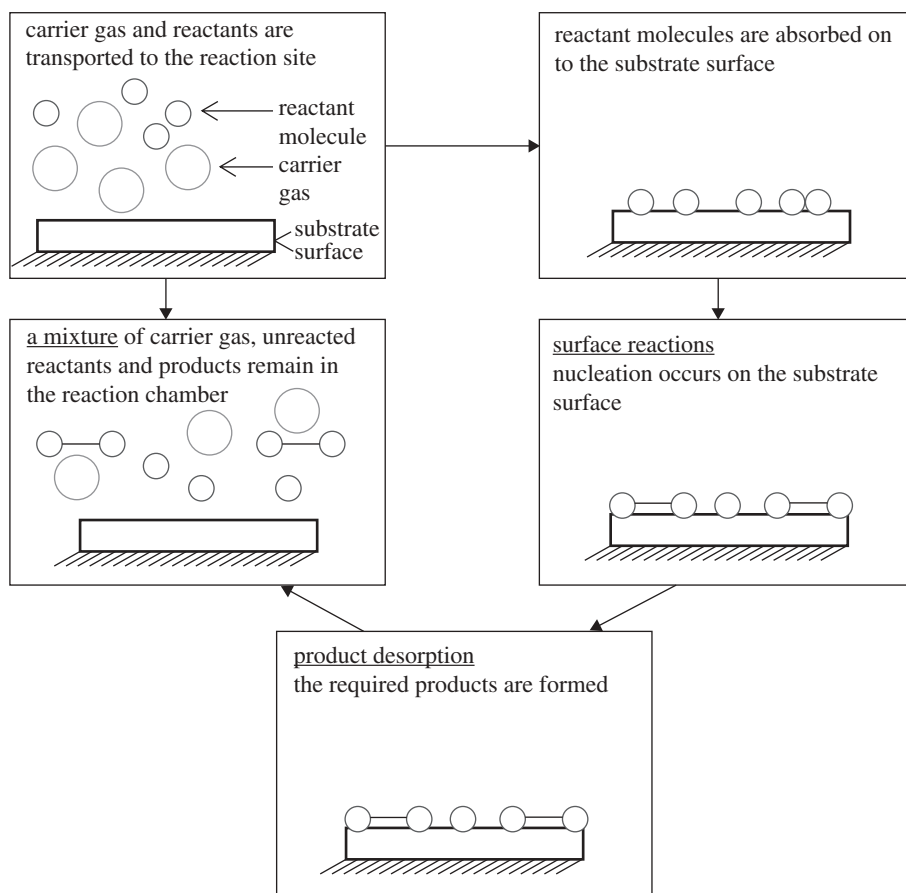 carrier gas and reactants are
transported to the reaction site
reactant
molecule
carrier
gas
substrate
surface
reactant molecules are absorbed on
to the substrate surface
a mixture of carrier gas, unreacted
reactants and products remain in
the reaction chamber
surface reactions
nucleation occurs on the substrate
surface
product desorption
the required products are formed